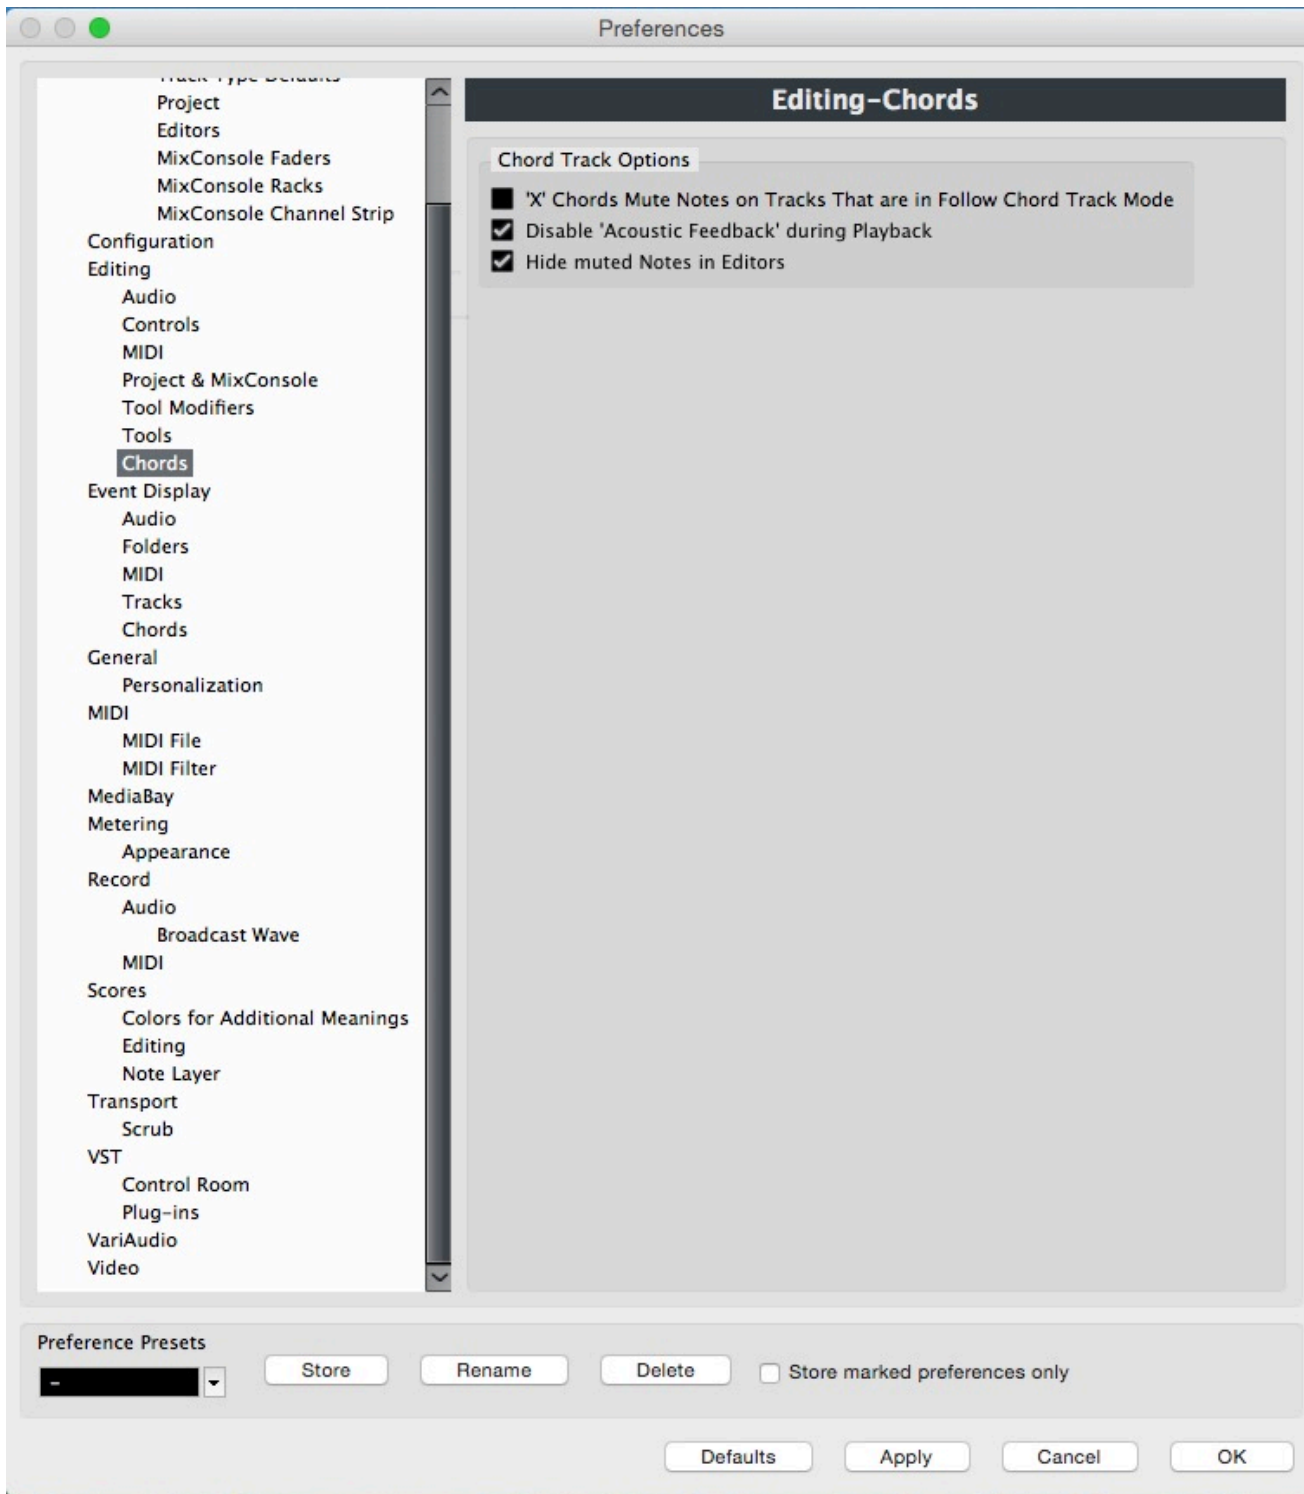 Preferences
Track Type Defaults
Project
Editors
MixConsole Faders
MixConsole Racks
MixConsole Channel Strip
Configuration
Editing
Audio
Controls
MIDI
Project & MixConsole
Tool Modifiers
Tools
Chords
Event Display
Audio
Folders
MIDI
Tracks
Chords
General
Personalization
MIDI
MIDI File
MIDI Filter
MediaBay
Metering
Appearance
Record
Audio
Broadcast Wave
MIDI
Scores
Colors for Additional Meanings
Editing
Note Layer
Transport
Scrub
VST
Control Room
Plug-ins
VariAudio
Video
Editing-Chords
Chord Track Options
'X' Chords Mute Notes on Tracks That are in Follow Chord Track Mode
Disable 'Acoustic Feedback' during Playback
Hide muted Notes in Editors
Preference Presets
– Store Rename Delete Store marked preferences only
Defaults Apply Cancel OK